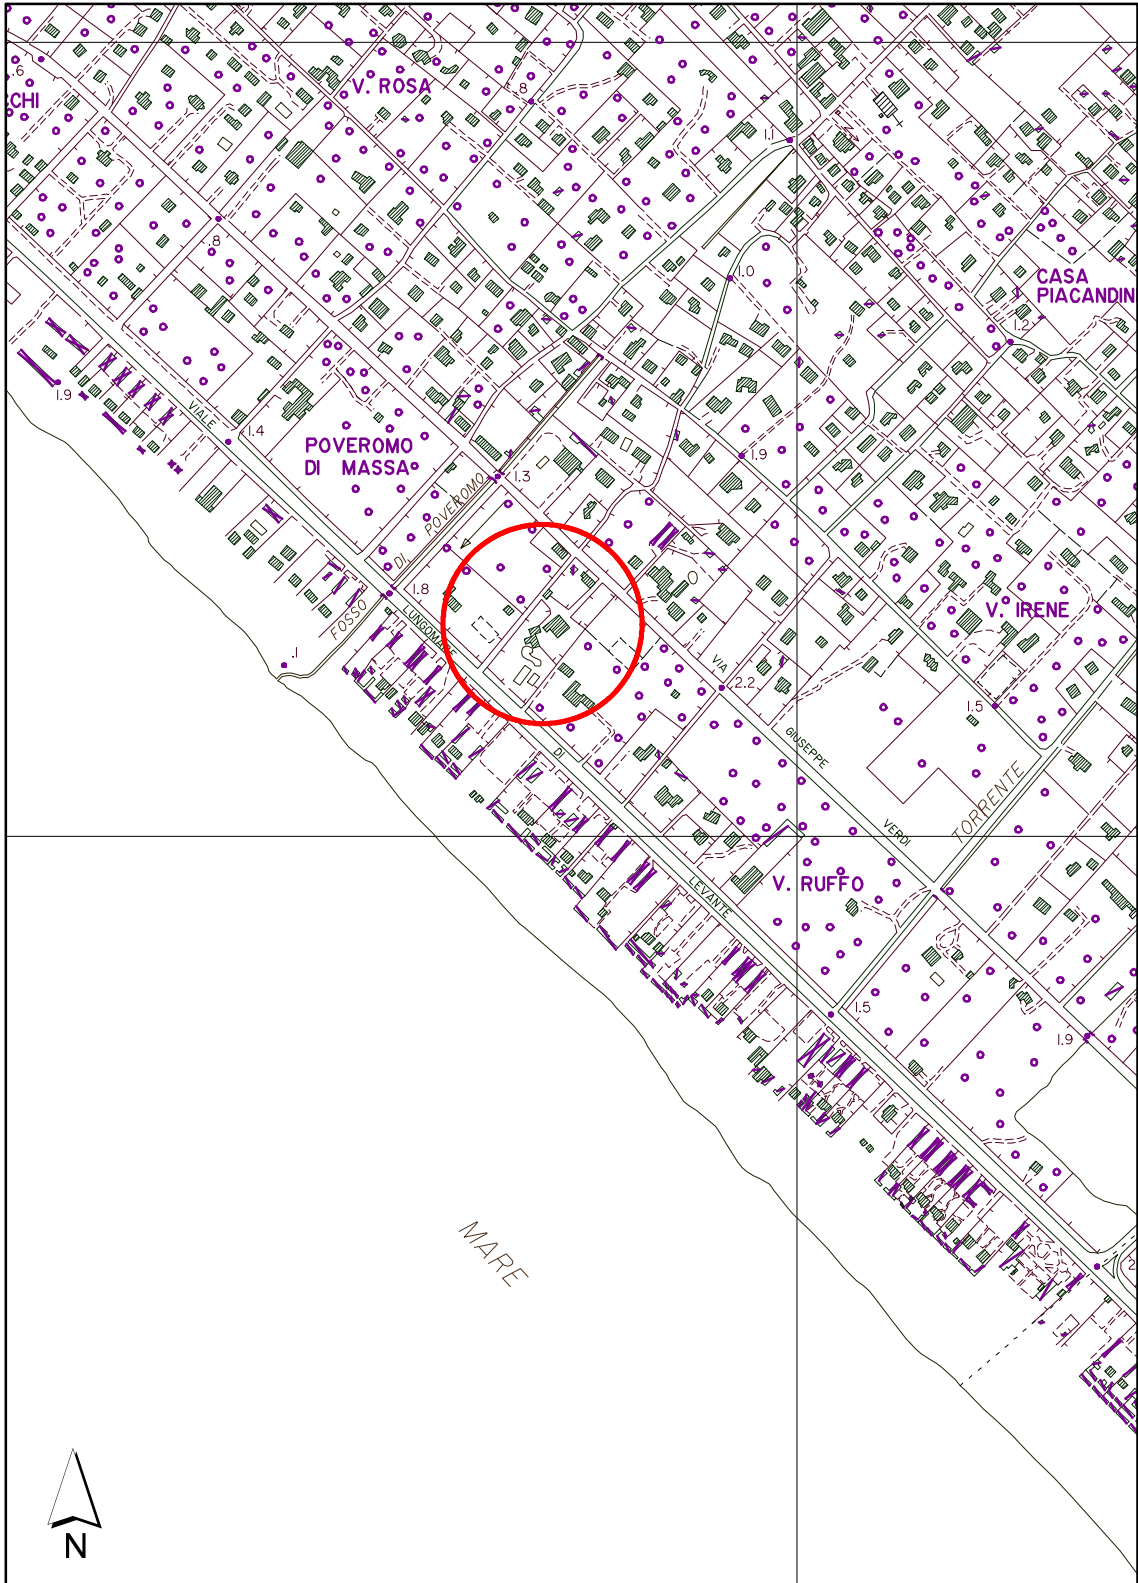 .6
CHI
V. ROSA
.8
1.1
.8
1.0
CASA
PIACANDIN
1.2
1.9
VIALE
1.4
POVEROMO
DI MASSA
1.3
1.9
FOSSO DI POVEROMO
1.8
LUNGOMARE
.1
V. IRENE
VIA
2.2
1.5
GIUSEPPE
DI
TORRENTE
VERDI
LEVANTE
V. RUFFO
1.5
1.9
MARE
2
N